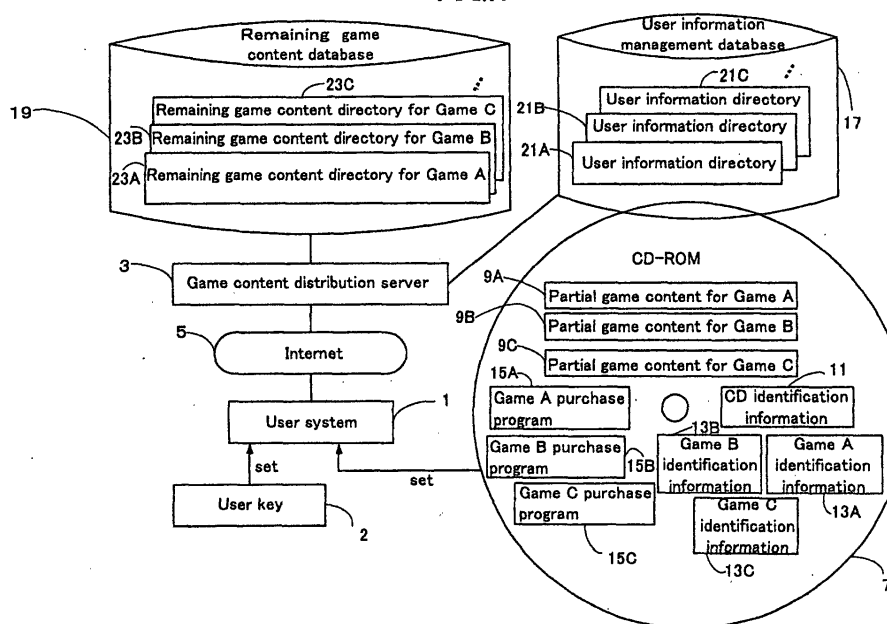 Remaining game
content database
User information
management database
23C
21C
19
Remaining game content directory for Game C
User information directory
21B
17
23B
Remaining game content directory for Game B
User information directory
21A
23A
Remaining game content directory for Game A
User information directory
3
Game content distribution server
CD-ROM
9A
Partial game content for Game A
9B
Partial game content for Game B
5
Internet
9C
Partial game content for Game C
11
15A
1
Game A purchase
program
CD identification
information
User system
13B
set
Game B purchase
program
15B
Game B
identification
information
Game A
identification
information
set
User key
Game C purchase
program
Game C
identification
information
13A
2
15C
13C
7